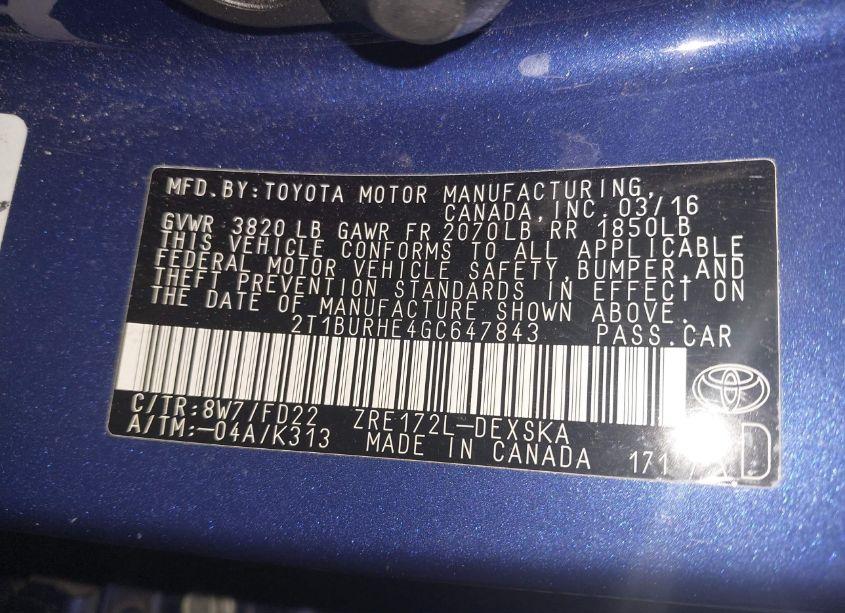 MFD.BY:TOYOTA MOTOR MANUFACTURING,
CANADA, INC. 03/16
GVWR 3820 LB GAWR FR 2070LB RR 1850LB
THIS VEHICLE CONFORMS TO ALL APPLICABLE
FEDERAL MOTOR VEHICLE SAFETY, BUMPER, AND
THEFT PREVENTION STANDARDS IN EFFECT ON
THE DATE OF MANUFACTURE SHOWN ABOVE.
2T1BURHE4GC647843 PASS.CAR
C/TR:8W7/FD22 ZRE172L-DEXSKA
A/TM:-04A/K313 MADE IN CANADA 171 D